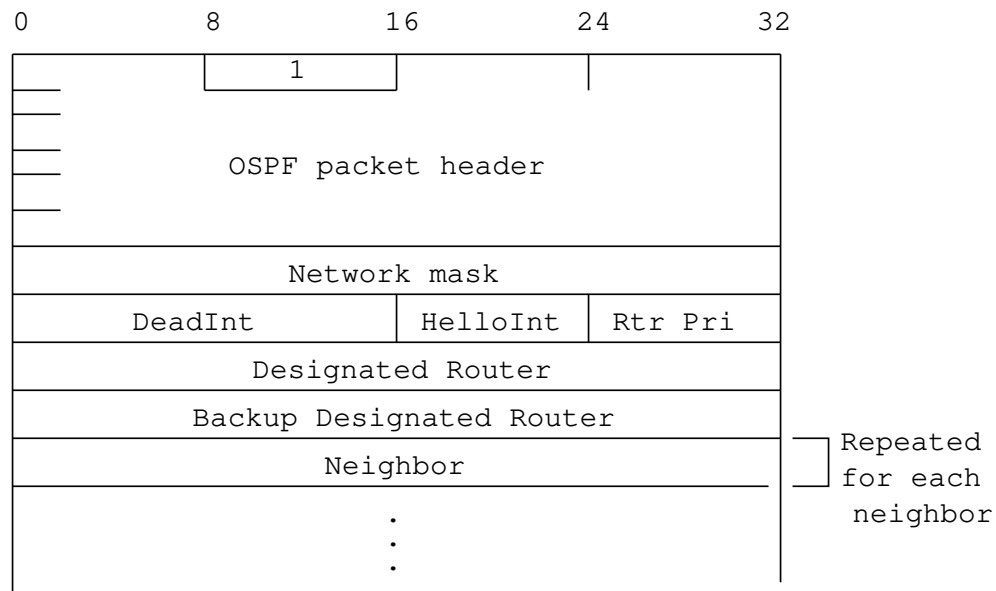 0 8 16 24 32
1
OSPF packet header
Network mask
DeadInt HelloInt Rtr Pri
Designated Router
Backup Designated Router
Neighbor
Repeated
for each
neighbor
.
.
.